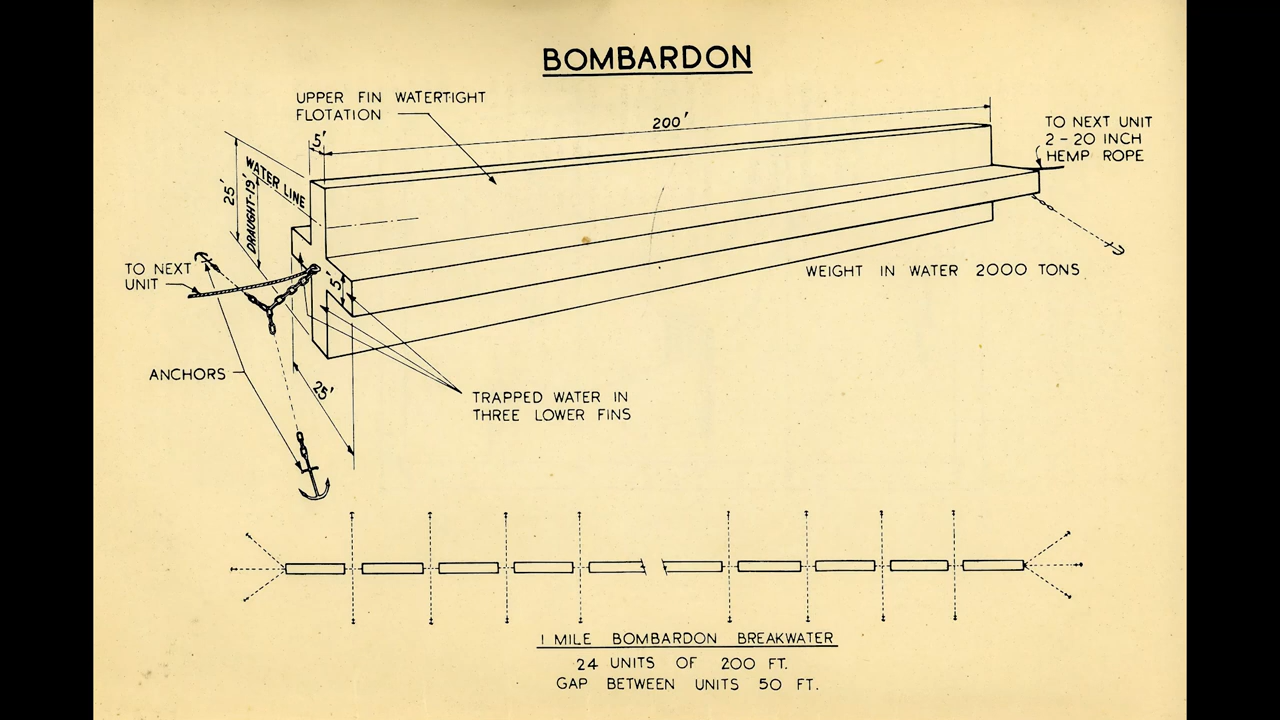 BOMBARDON
UPPER FIN WATERTIGHT
FLOTATION
200'
5'
TO NEXT UNIT
2-20 INCH
HEMP ROPE
WATER LINE
25'
DRAUGHT-19'
TO NEXT
UNIT
5'
WEIGHT IN WATER 2000 TONS
ANCHORS
25'
TRAPPED WATER IN
THREE LOWER FINS
1 MILE BOMBARDON BREAKWATER
24 UNITS OF 200 FT.
GAP BETWEEN UNITS 50 FT.